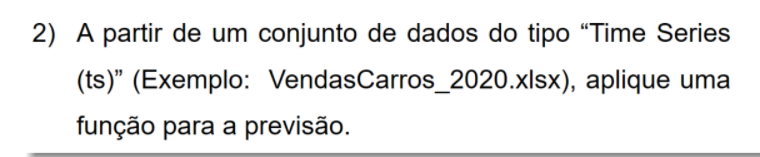 2) A partir de um conjunto de dados do tipo “Time Series
(ts)” (Exemplo: VendasCarros_2020.xlsx), aplique uma
função para a previsão.